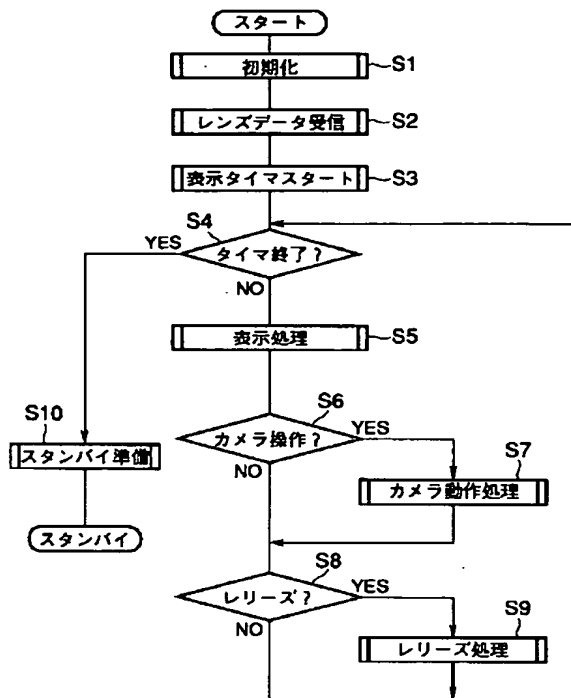 スタート
初期化
S1
レンズデータ受信
S2
表示タイマスタート
S3
S4
YES
タイマ終了？
NO
表示処理
S5
S6
S10
カメラ操作？
YES
NO
スタンバイ準備
S7
カメラ動作処理
スタンバイ
S8
レリーズ？
YES
NO
S9
レリーズ処理